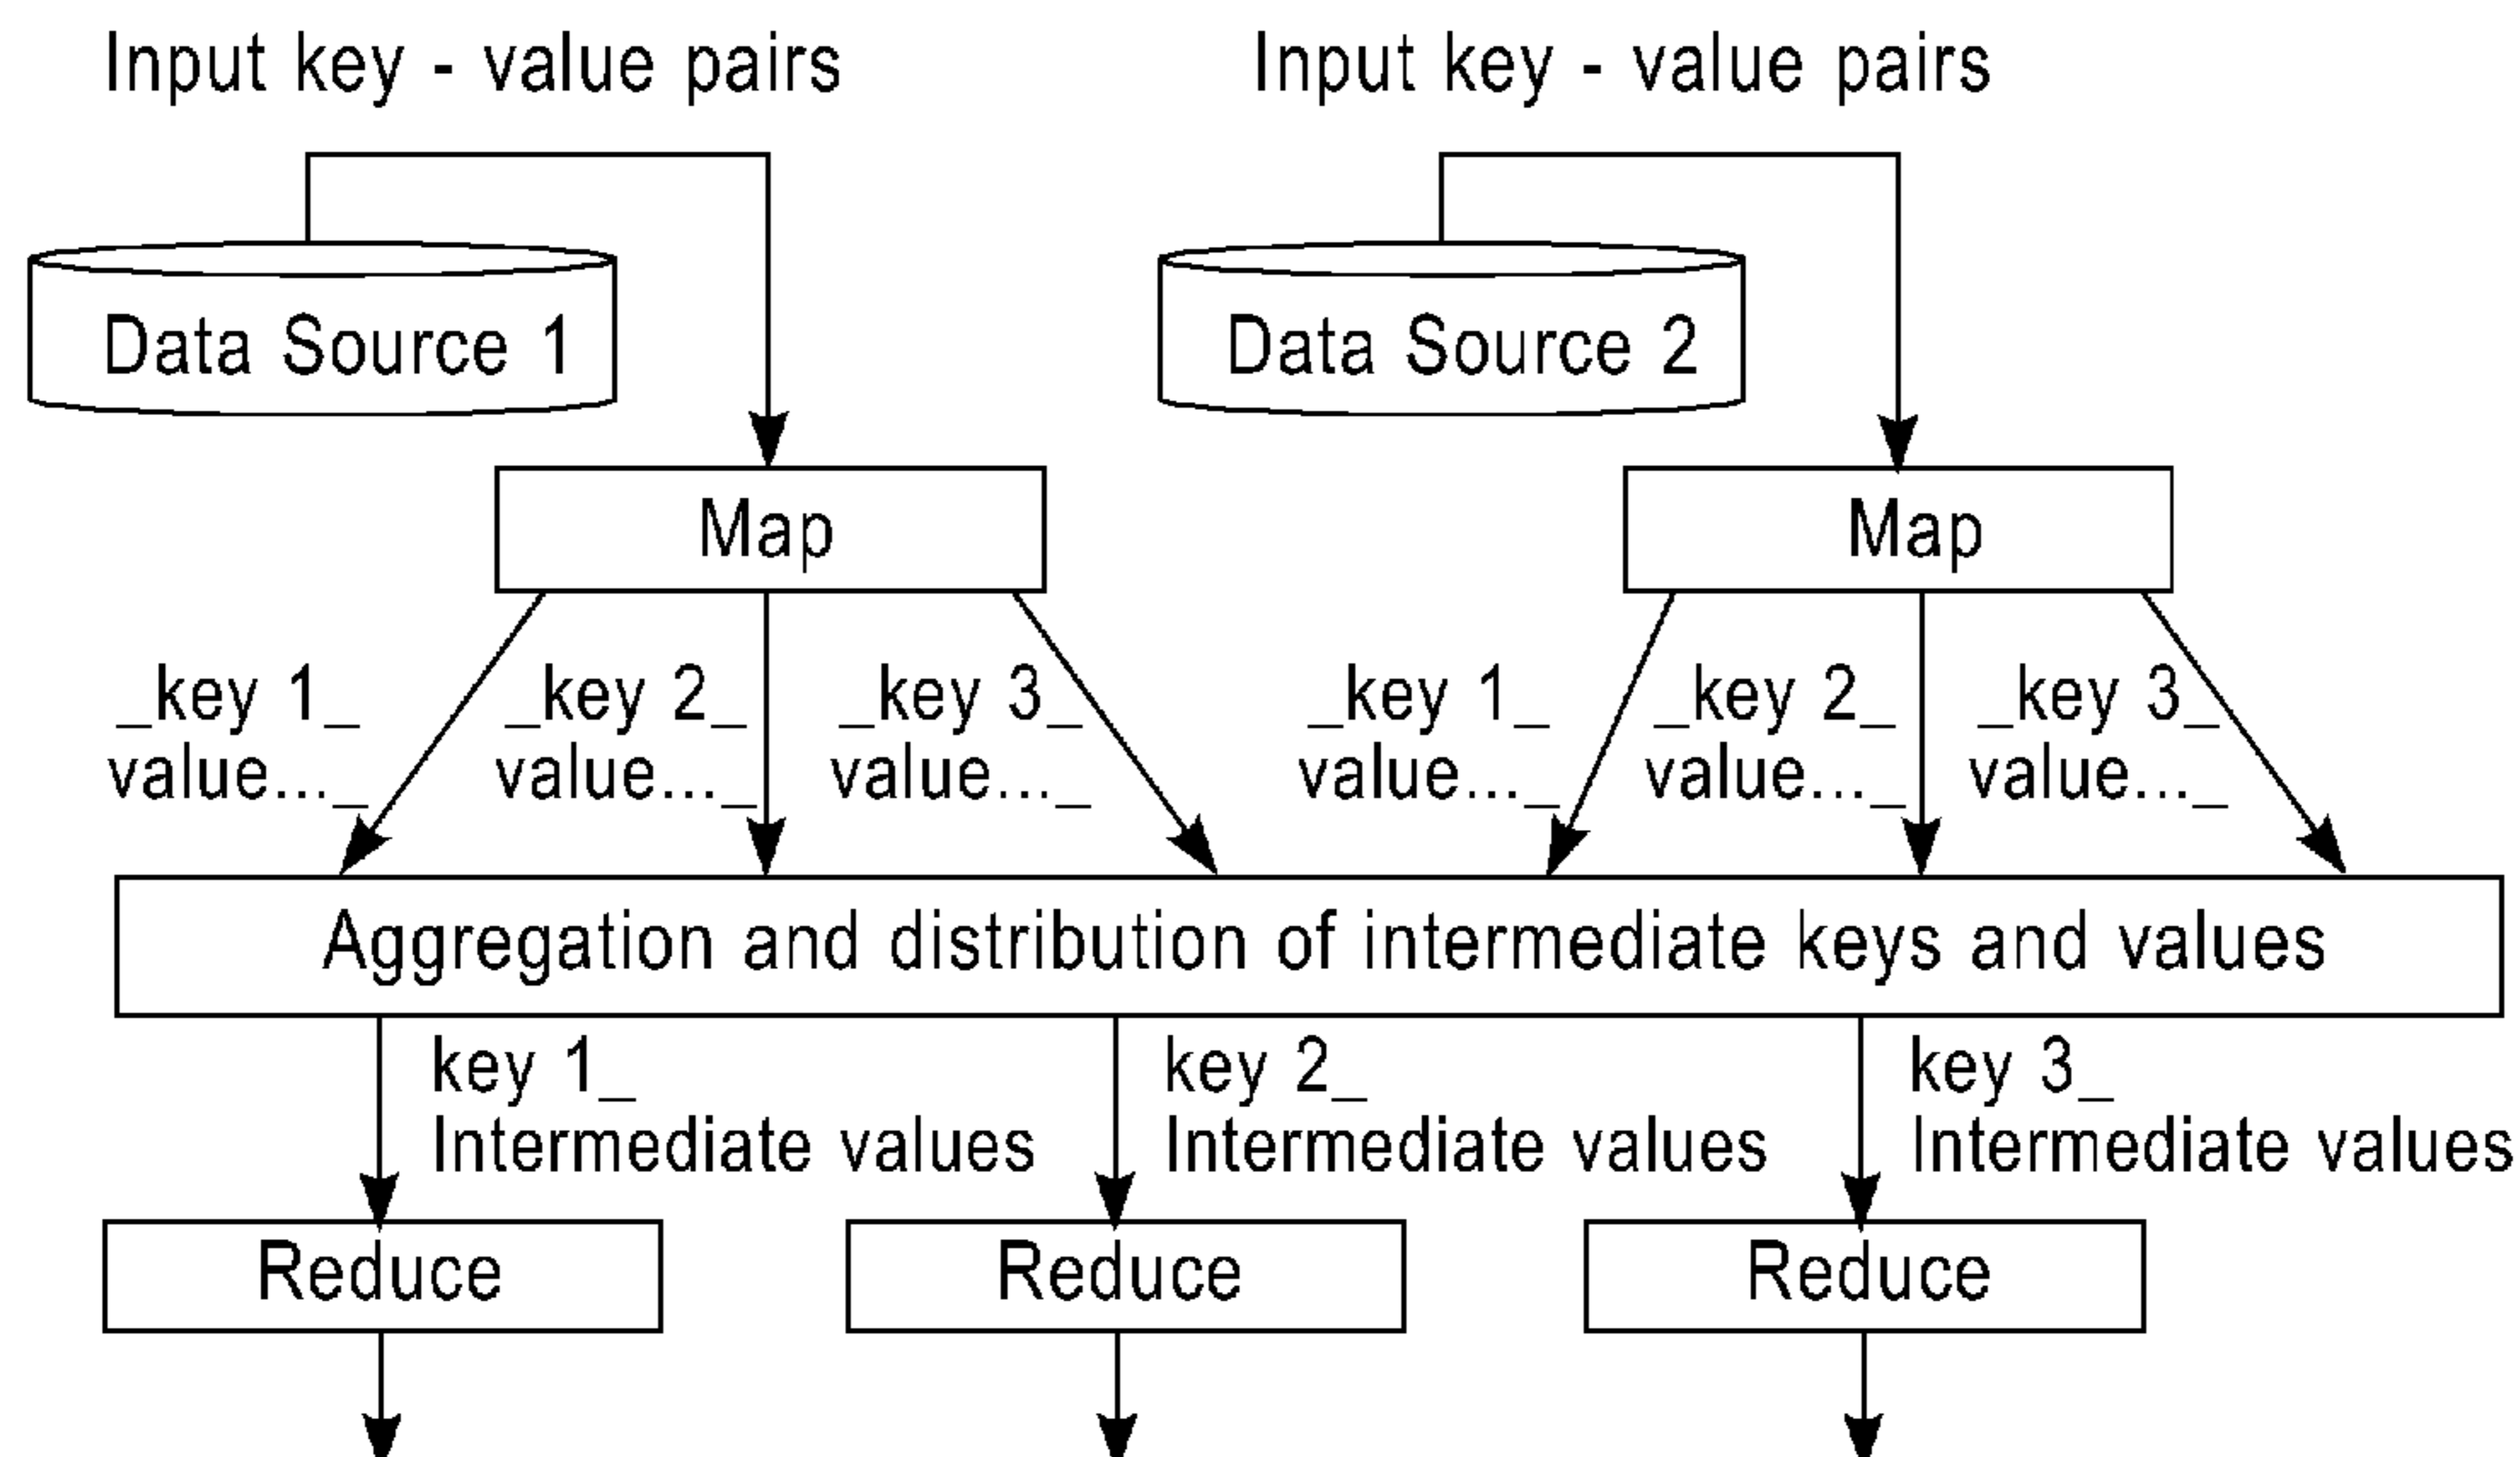 Input key - value pairs
Input key - value pairs
Data Source 1
Data Source 2
Map
Map
_key 1_
value..._
_key 2_
value..._
_key 3_
value..._
_key 1_
value..._
_key 2_
value..._
_key 3_
value..._
Aggregation and distribution of intermediate keys and values
key 1_
Intermediate values
key 2_
Intermediate values
key 3_
Intermediate values
Reduce
Reduce
Reduce